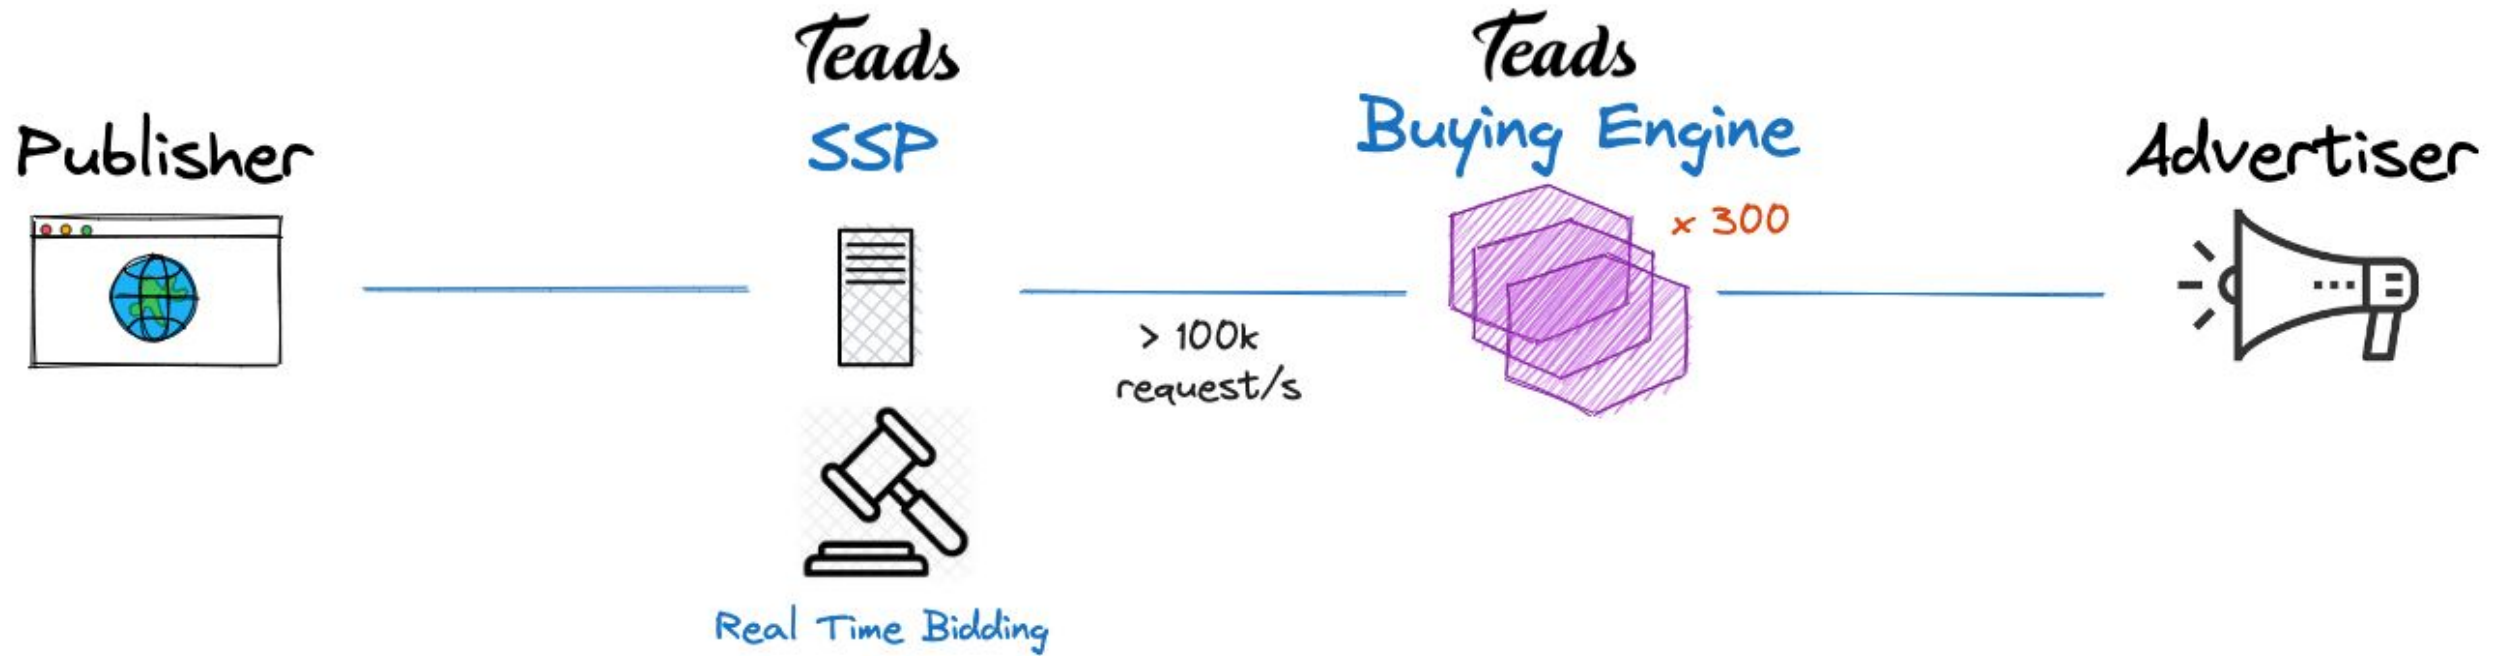 Publisher
Teads
SSP
Real Time Bidding
> 100k
request/s
Teads
Buying Engine
x 300
Advertiser